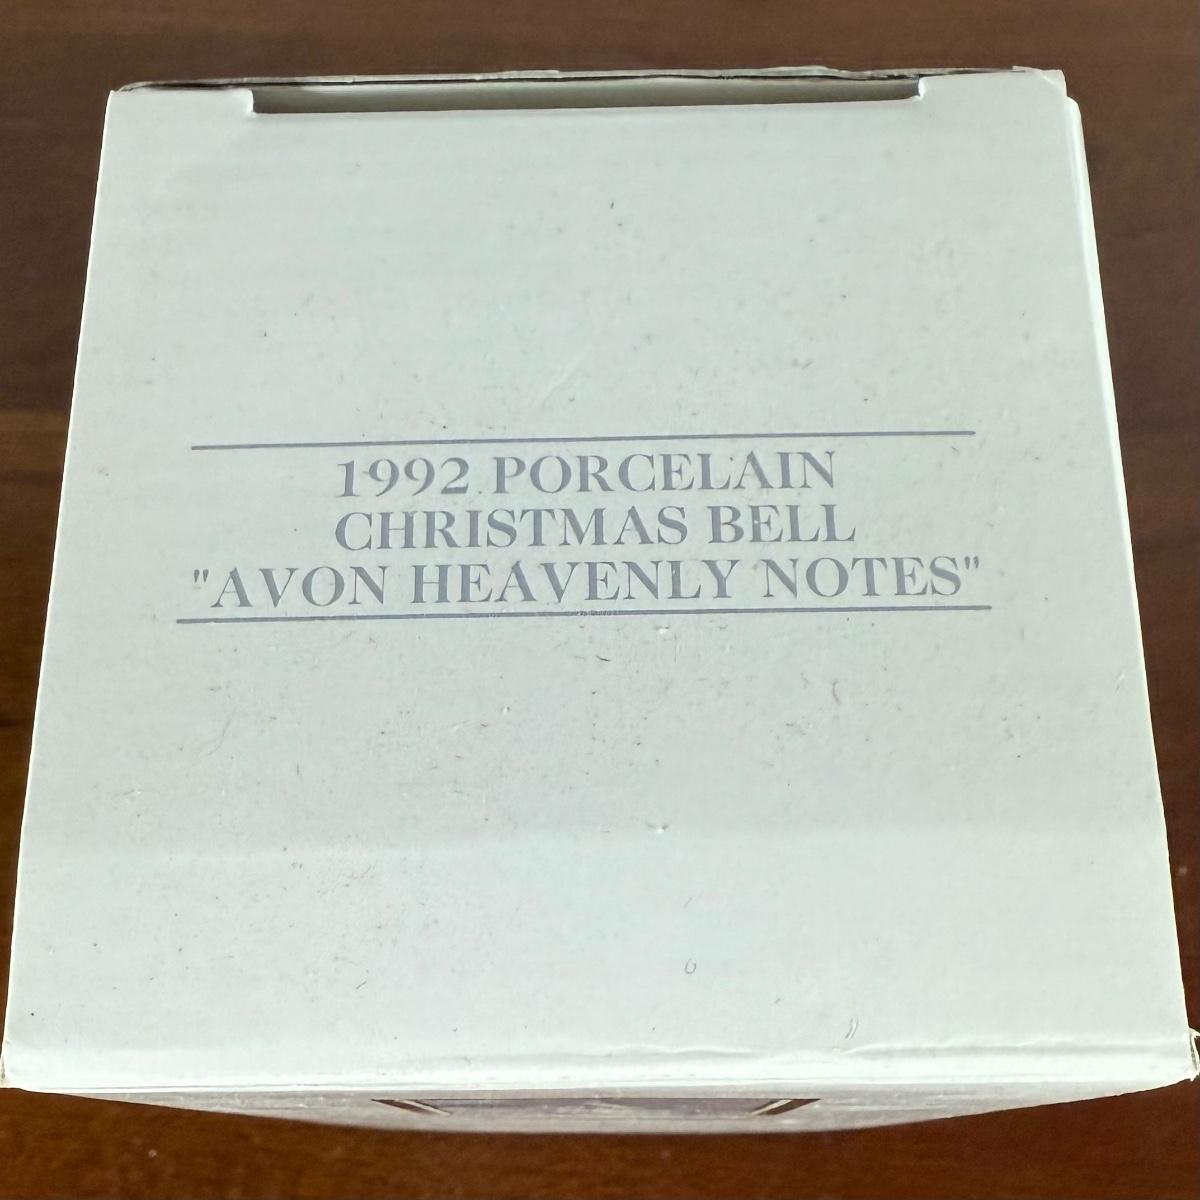 1992 PORCELAIN
CHRISTMAS BELL
"AVON HEAVENLY NOTES"